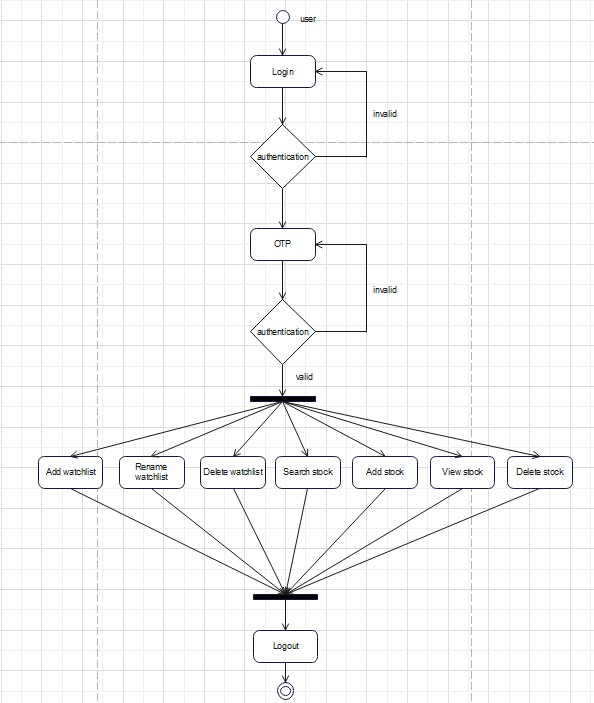 user
Login
invalid
authentication
OTP
invalid
authentication
valid
Add watchlist
Rename
watchlist
Delete watchlist
Search stock
Add stock
View stock
Delete stock
Logout